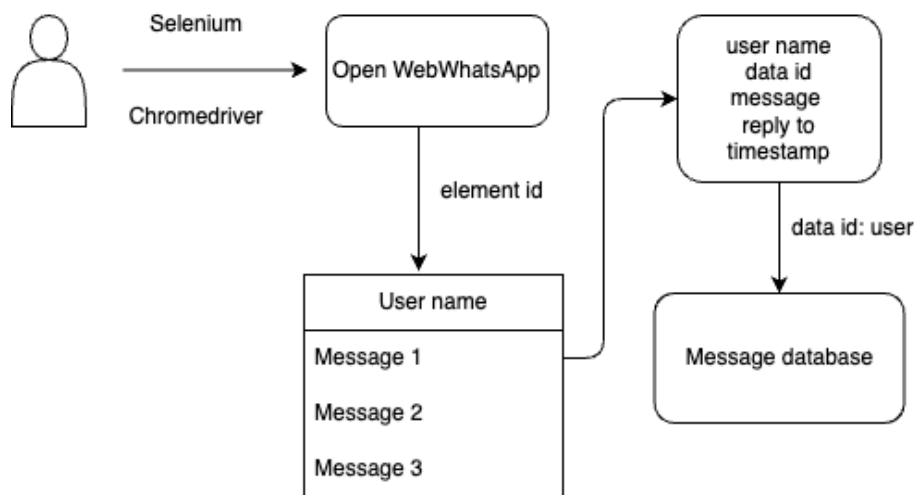 Selenium
Chromedriver
Open WebWhatsApp
element id
User name
Message 1
Message 2
Message 3
user name
data id
message
reply to
timestamp
data id: user
Message database